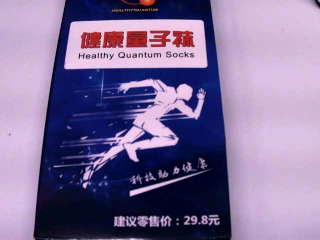 HEALTHYQUANTUM
健康量子袜
Healthy Quantum Socks
科技助力健康
建议零售价：29.8元